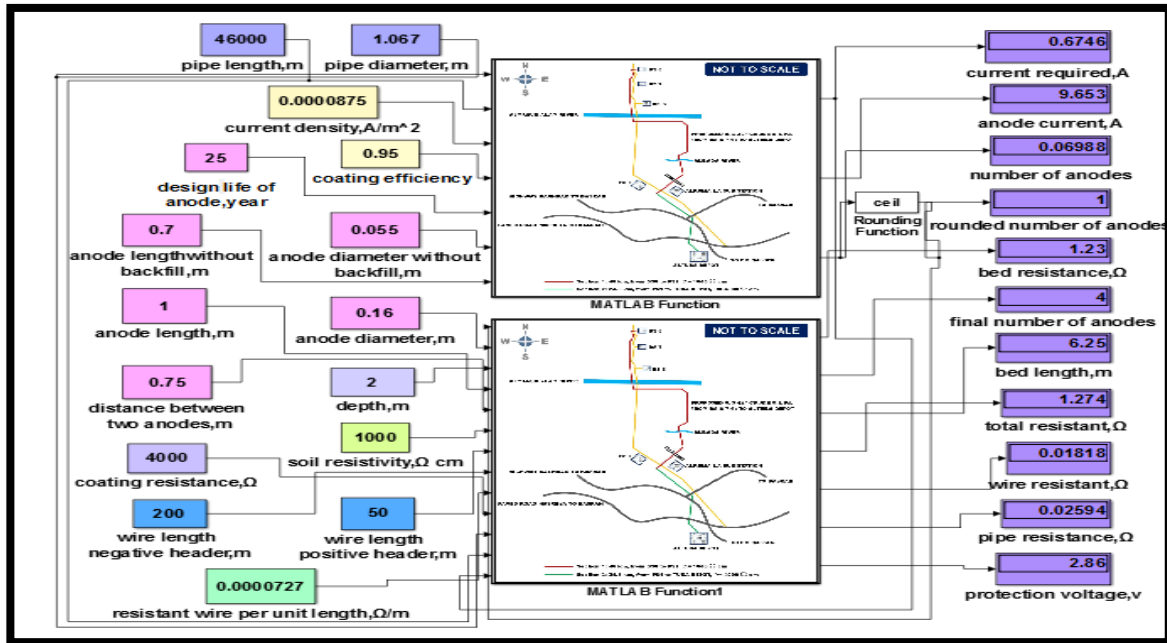 46000
pipe length,m
1.067
pipe diameter,m
0.0000875
current density,A/m^2
0.95
coating efficiency
25
design life of
anode,year
0.7
anode lengthwithout
backfill,m
0.055
anode diameter without
backfill,m
1
anode length,m
0.16
anode diameter,m
0.75
distance between
two anodes,m
2
depth,m
1000
soil resistivity,Ω cm
4000
coating resistance,Ω
200
wire length
negative header,m
50
wire length
positive header,m
0.0000727
resistant wire per unit length,Ω/m
N
W
E
S
NOT TO SCALE
MATLAB Function
N
W
E
S
NOT TO SCALE
MATLAB Function1
ceil
Rounding
Function
0.6746
current required,A
9.653
anode current,A
0.06988
number of anodes
1
rounded number of anodes
1.23
bed resistance,Ω
4
final number of anodes
6.25
bed length,m
1.274
total resistant,Ω
0.01818
wire resistant,Ω
0.02594
pipe resistance,Ω
2.86
protection voltage,v